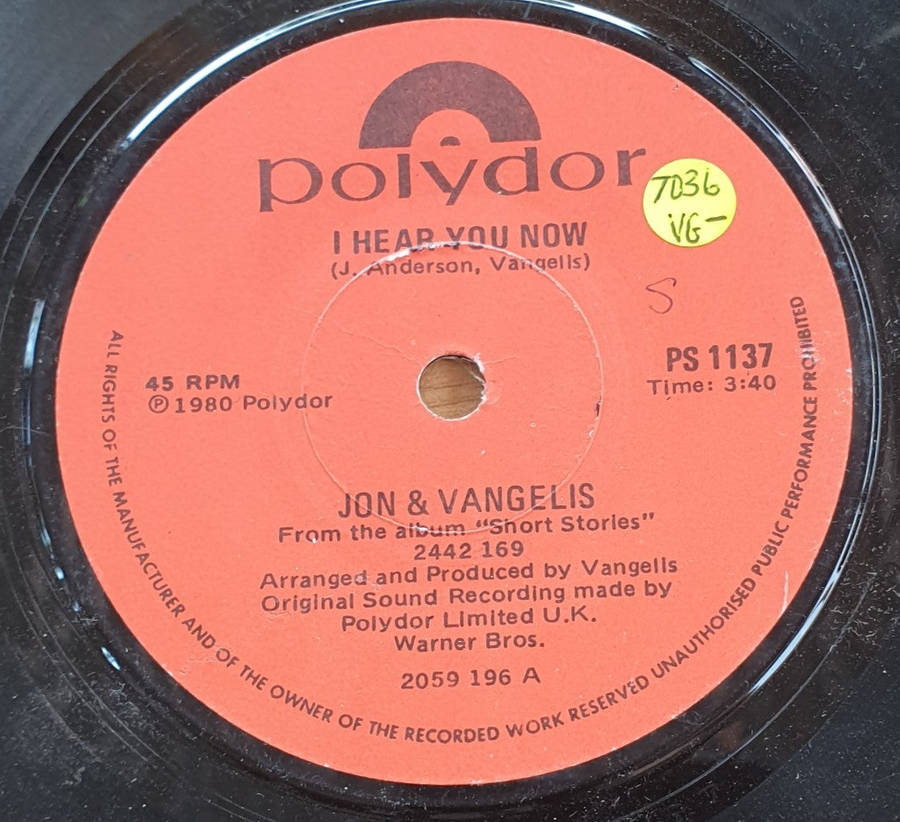 polydor
I HEAR YOU NOW
(J. Anderson, Vangelis)
TD36
VG-
S
PS 1137
Time: 3:40
45 RPM
℗ 1980 Polydor
JON & VANGELIS
From the album "Short Stories"
2442 169
Arranged and Produced by Vangelis
Original Sound Recording made by
Polydor Limited U.K.
Warner Bros.
2059 196 A
ALL RIGHTS OF THE MANUFACTURER AND OF THE OWNER OF THE RECORDED WORK RESERVED UNAUTHORISED PUBLIC PERFORMANCE PROHIBITED